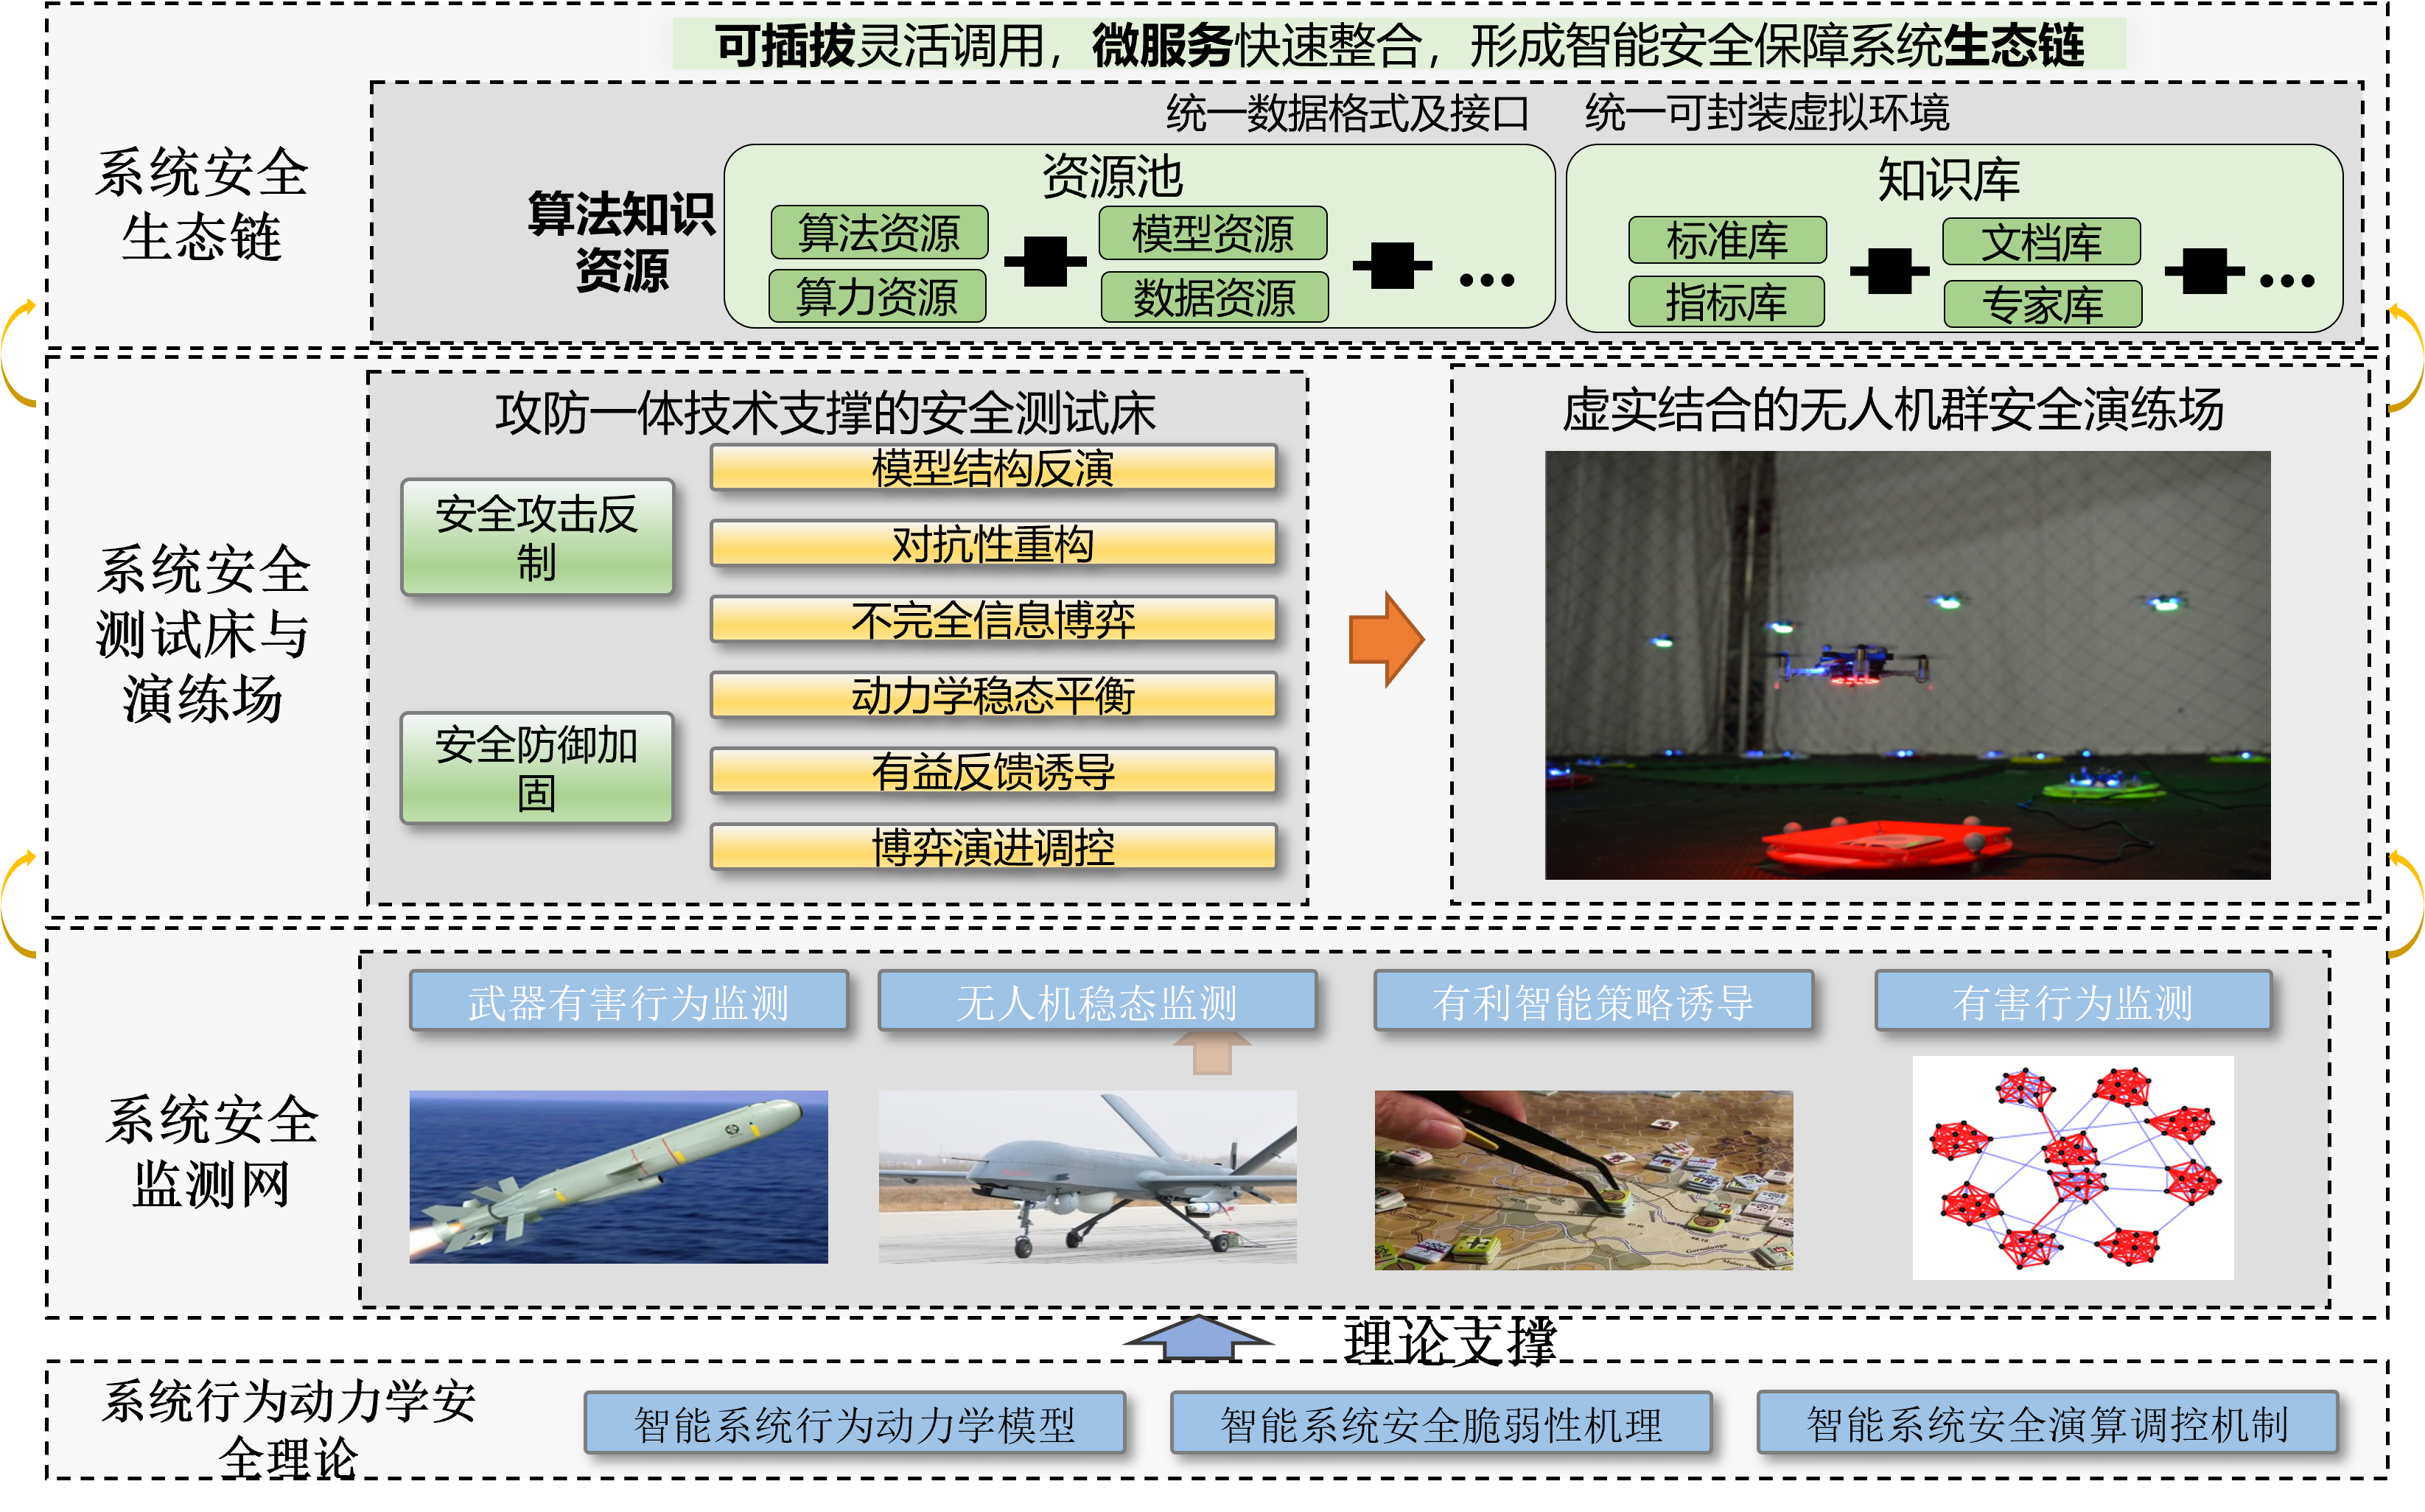 可插拔灵活调用，微服务快速整合，形成智能安全保障系统生态链
统一数据格式及接口
统一可封装虚拟环境
系统安全
生态链
算法知识
资源
资源池
算法资源
模型资源
算力资源
数据资源
...
知识库
标准库
文档库
指标库
专家库
...
系统安全
测试床与
演练场
攻防一体技术支撑的安全测试床
安全攻击反
制
安全防御加
固
模型结构反演
对抗性重构
不完全信息博弈
动力学稳态平衡
有益反馈诱导
博弈演进调控
虚实结合的无人机群安全演练场
系统安全
监测网
武器有害行为监测
无人机稳态监测
有利智能策略诱导
有害行为监测
理论支撑
系统行为动力学安
全理论
智能系统行为动力学模型
智能系统安全脆弱性机理
智能系统安全演算调控机制